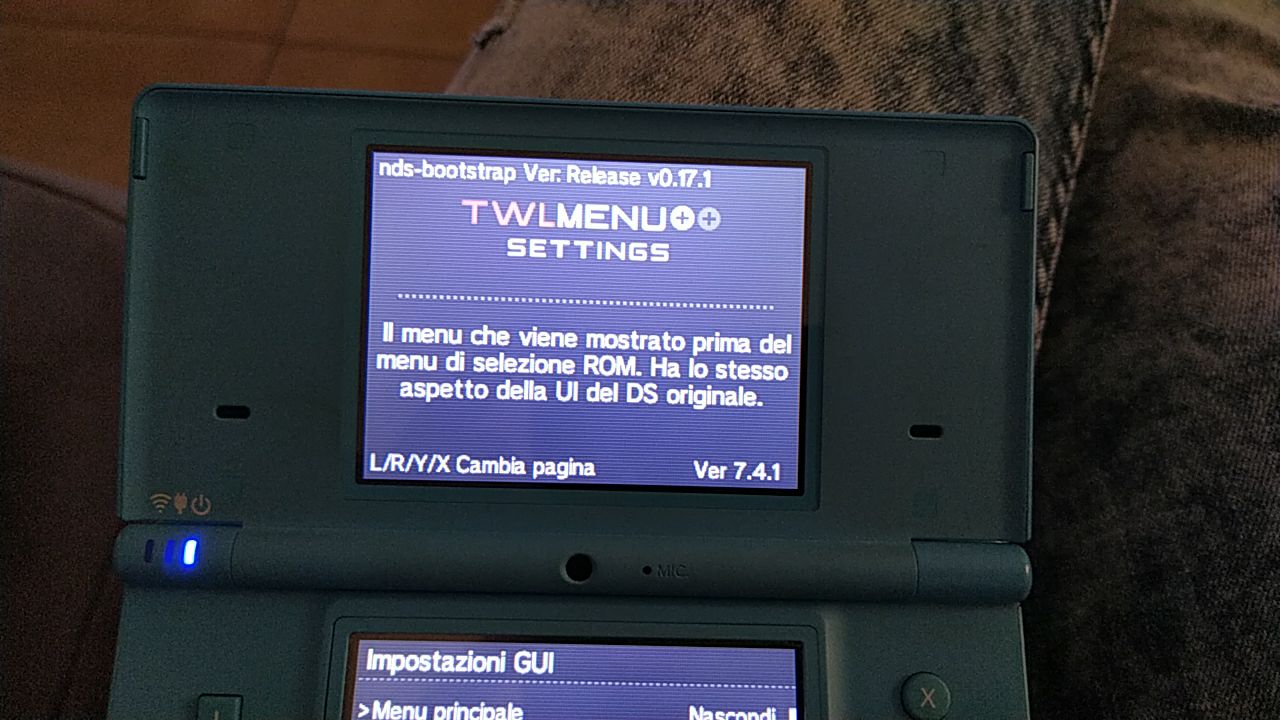 nds-bootstrap Ver: Release v0.17.1
TWLMENU++
SETTINGS
Il menu che viene mostrato prima del
menu di selezione ROM. Ha lo stesso
aspetto della UI del DS originale.
L/R/Y/X Cambia pagina
Ver 7.4.1
MIC.
Impostazioni GUI
>Menu principale
Nascondi
X